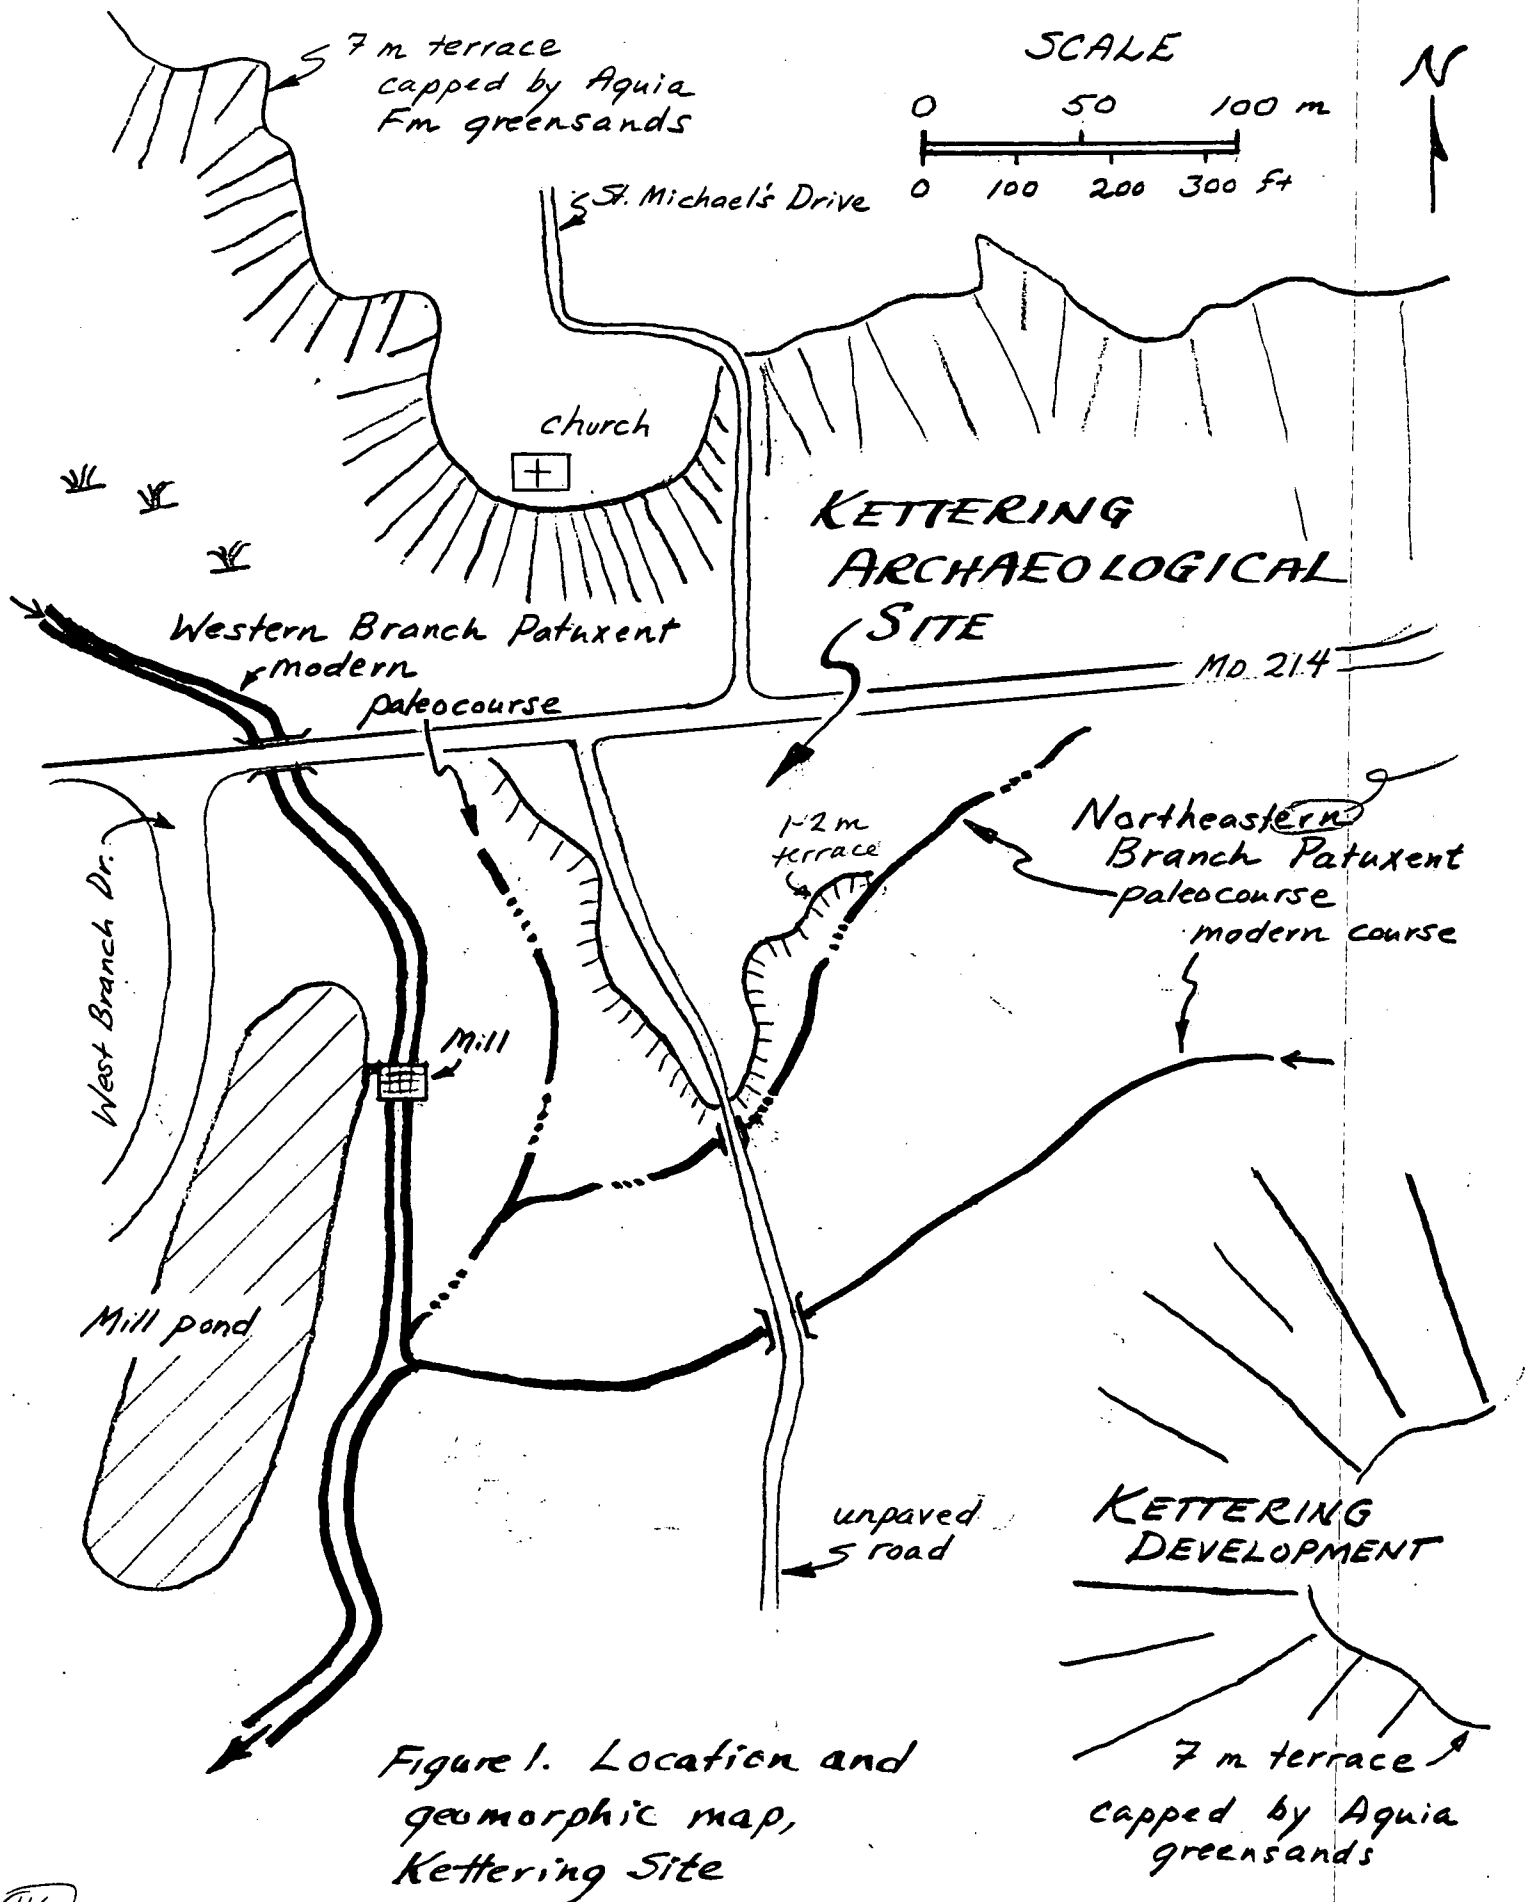 7 m terrace
capped by Aquia
Fm greensands
SCALE
0 50 100 m
0 100 200 300 ft
N
St. Michael's Drive
church
KETTERING
ARCHAEOLOGICAL
SITE
Western Branch Patuxent
modern
paleocourse
MD 214
1-2 m
terrace
Northeastern
Branch Patuxent
paleocourse
modern course
West Branch Dr.
Mill
Mill pond
unpaved
road
KETTERING
DEVELOPMENT
7 m terrace
capped by Aquia
greensands
Figure 1. Location and
geomorphic map,
Kettering Site